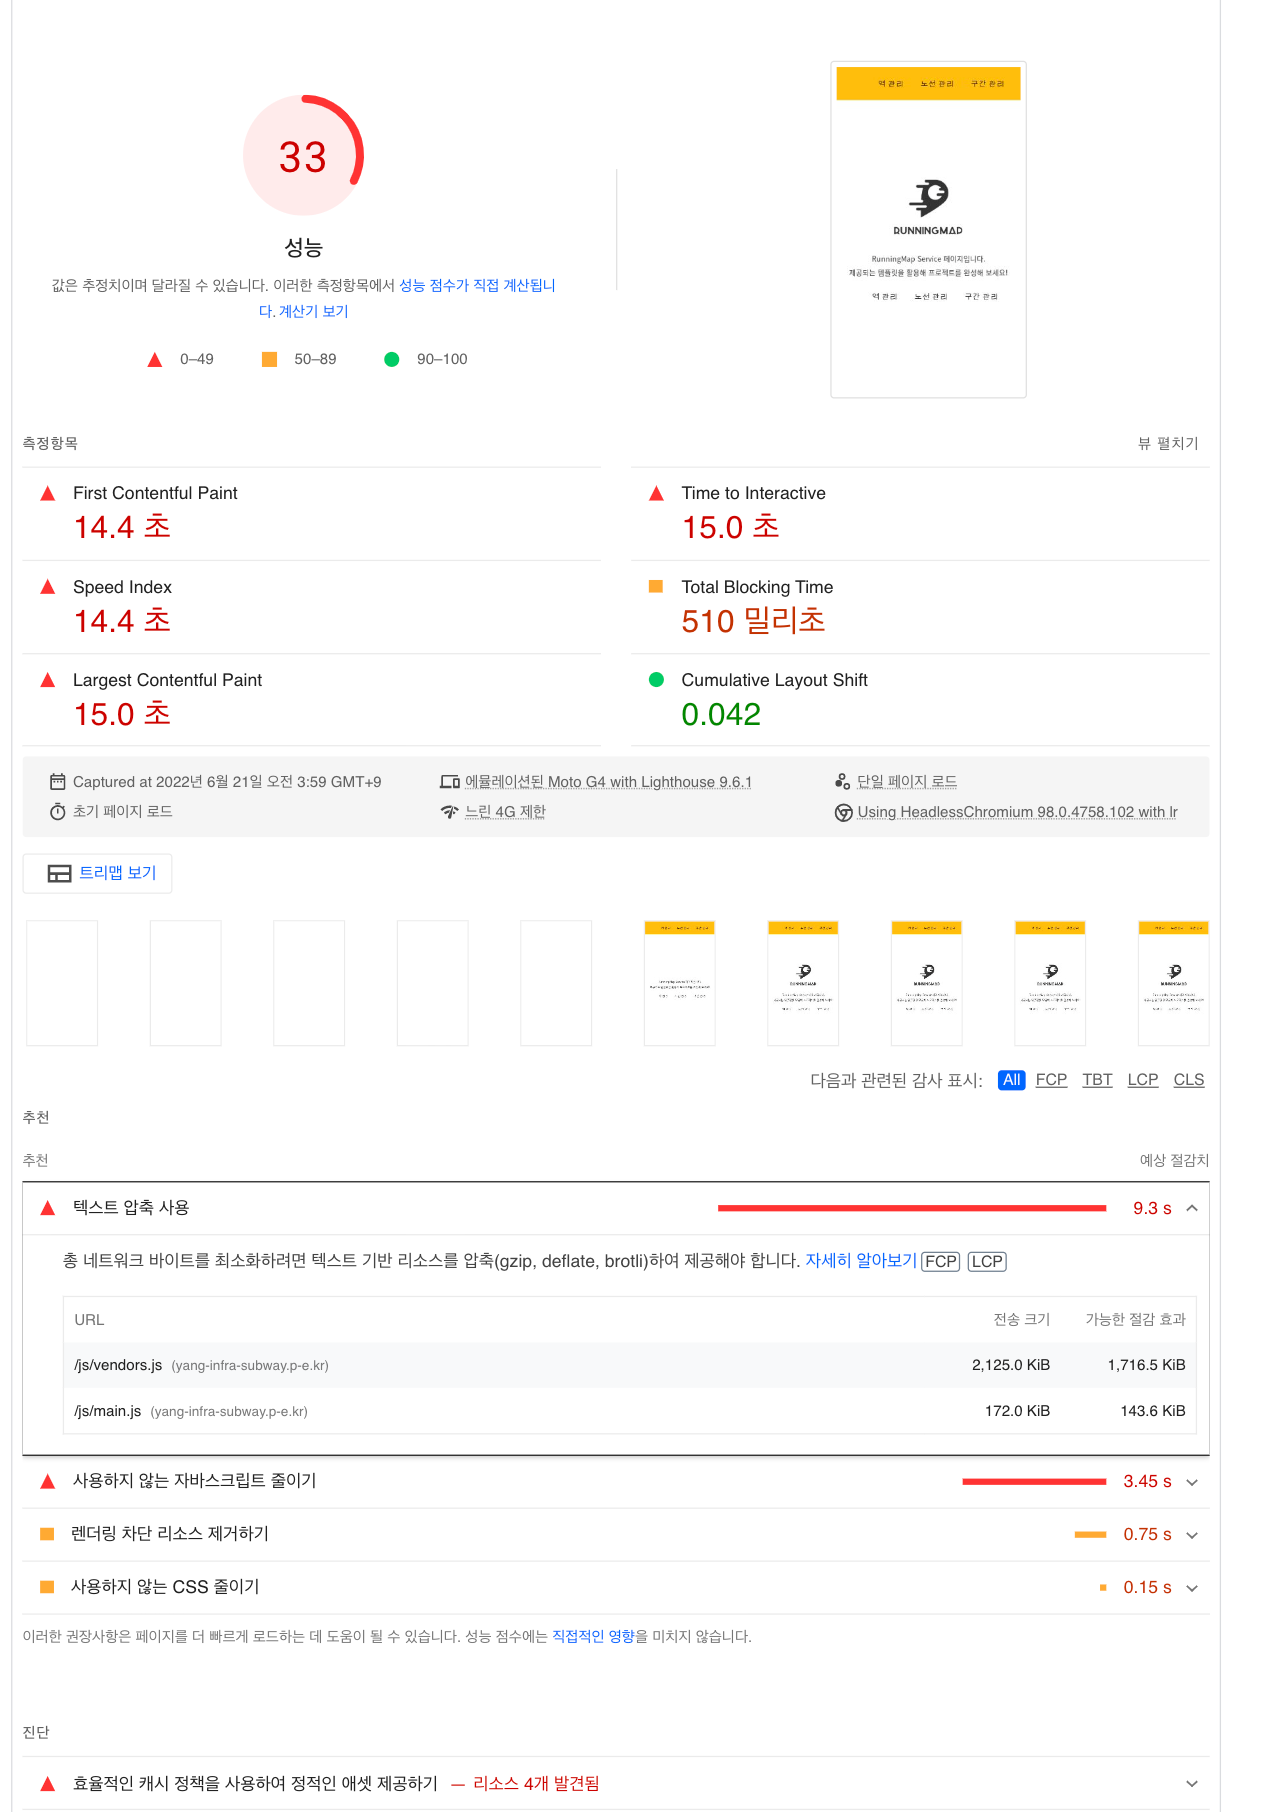 33
성능
값은 추정치이며 달라질 수 있습니다. 이러한 측정항목에서 성능 점수가 직접 계산됩니
다. 계산기 보기
0–49
50–89
90–100
역 관리 노선 관리 구간 관리
RUNNINGMAP
RunningMap Service 페이지입니다.
제공되는 템플릿을 활용해 프로젝트를 완성해 보세요!
역 관리 노선 관리 구간 관리
측정항목
뷰 펼치기
First Contentful Paint
14.4 초
Time to Interactive
15.0 초
Speed Index
14.4 초
Total Blocking Time
510 밀리초
Largest Contentful Paint
15.0 초
Cumulative Layout Shift
0.042
Captured at 2022년 6월 21일 오전 3:59 GMT+9
에뮬레이션된 Moto G4 with Lighthouse 9.6.1
단일 페이지 로드
초기 페이지 로드
느린 4G 제한
Using HeadlessChromium 98.0.4758.102 with lr
트리맵 보기
다음과 관련된 감사 표시: All FCP TBT LCP CLS
추천
추천
예상 절감치
텍스트 압축 사용
9.3 s
총 네트워크 바이트를 최소화하려면 텍스트 기반 리소스를 압축(gzip, deflate, brotli)하여 제공해야 합니다. 자세히 알아보기 FCP LCP
URL
전송 크기
가능한 절감 효과
/js/vendors.js (yang-infra-subway.p-e.kr)
2,125.0 KiB
1,716.5 KiB
/js/main.js (yang-infra-subway.p-e.kr)
172.0 KiB
143.6 KiB
사용하지 않는 자바스크립트 줄이기
3.45 s
렌더링 차단 리소스 제거하기
0.75 s
사용하지 않는 CSS 줄이기
0.15 s
이러한 권장사항은 페이지를 더 빠르게 로드하는 데 도움이 될 수 있습니다. 성능 점수에는 직접적인 영향을 미치지 않습니다.
진단
효율적인 캐시 정책을 사용하여 정적인 애셋 제공하기 — 리소스 4개 발견됨